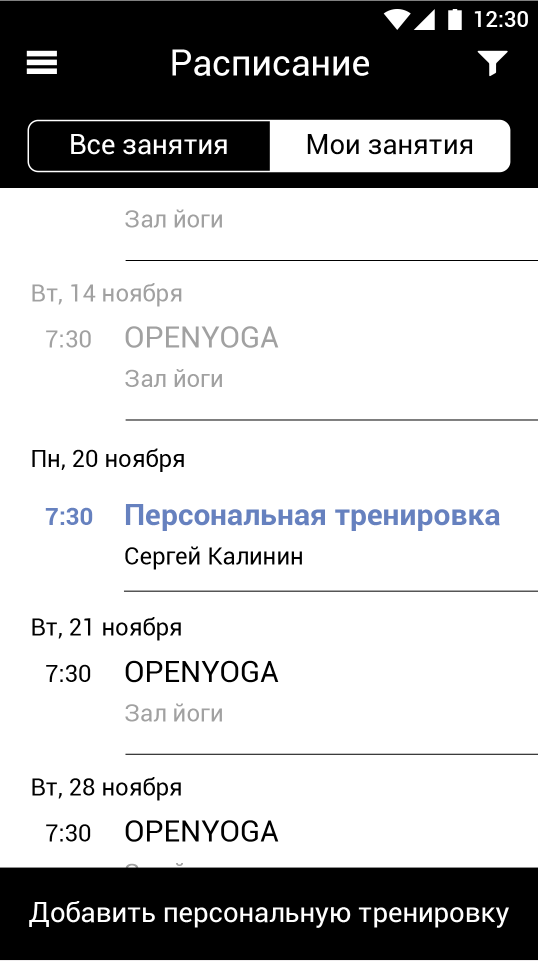 12:30
Расписание
Все занятия Мои занятия
Зал йоги
Вт, 14 ноября
7:30 OPENYOGA
Зал йоги
Пн, 20 ноября
7:30 Персональная тренировка
Сергей Калинин
Вт, 21 ноября
7:30 OPENYOGA
Зал йоги
Вт, 28 ноября
7:30 OPENYOGA
Добавить персональную тренировку